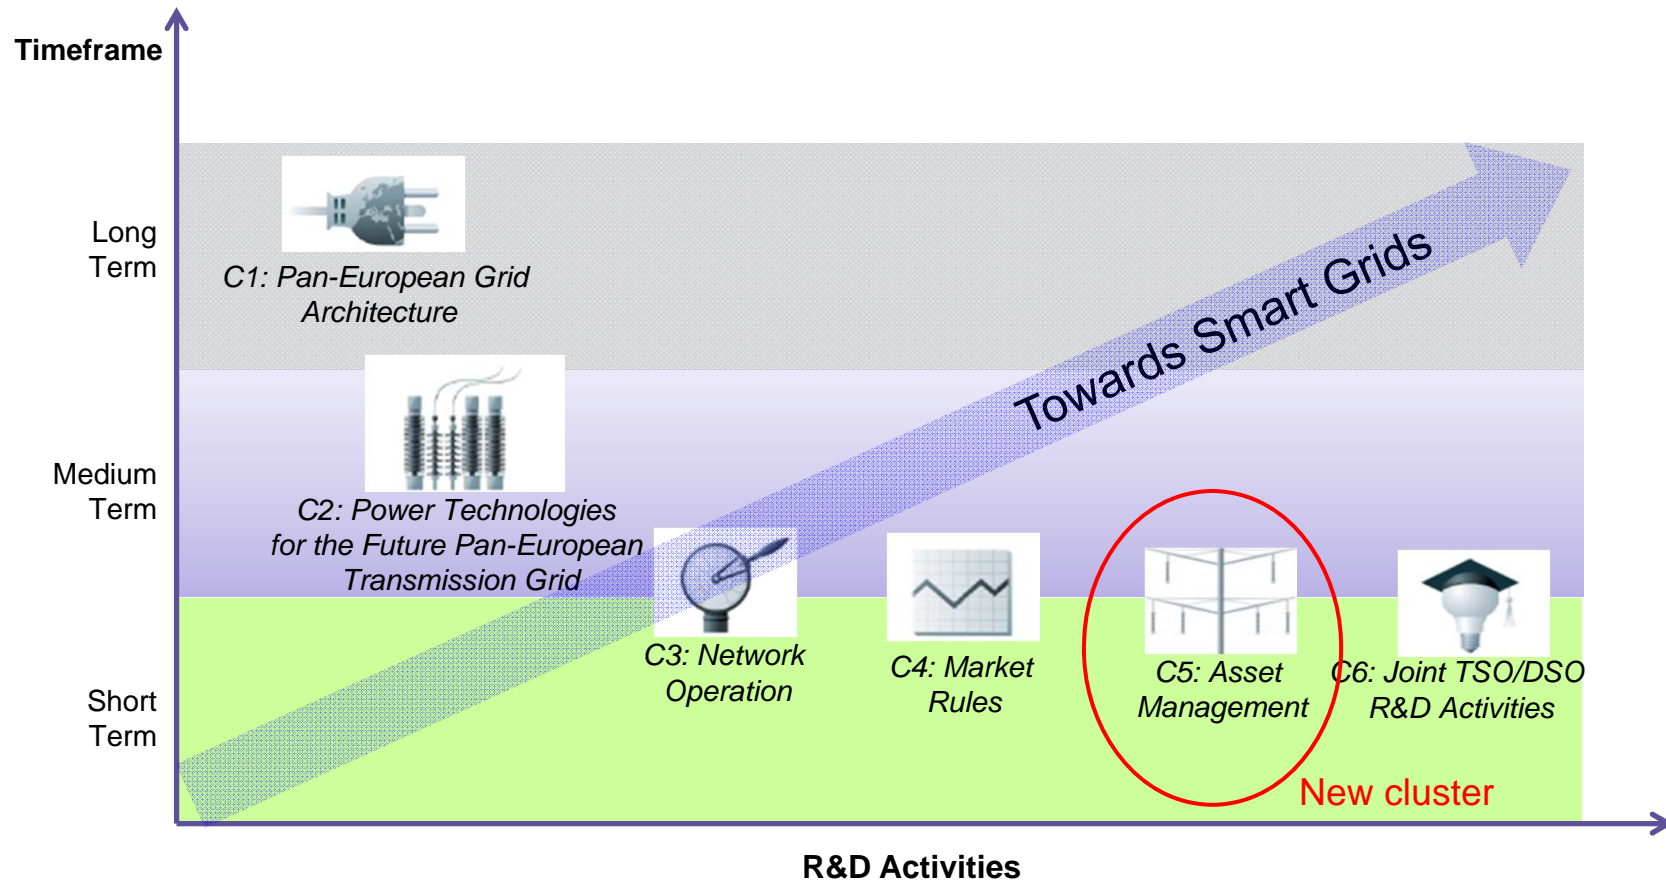 Timeframe
Long
Term
C1: Pan-European Grid
Architecture
Towards Smart Grids
Medium
Term
C2: Power Technologies
for the Future Pan-European
Transmission Grid
Short
Term
C3: Network
Operation
C4: Market
Rules
C5: Asset
Management
C6: Joint TSO/DSO
R&D Activities
New cluster
R&D Activities